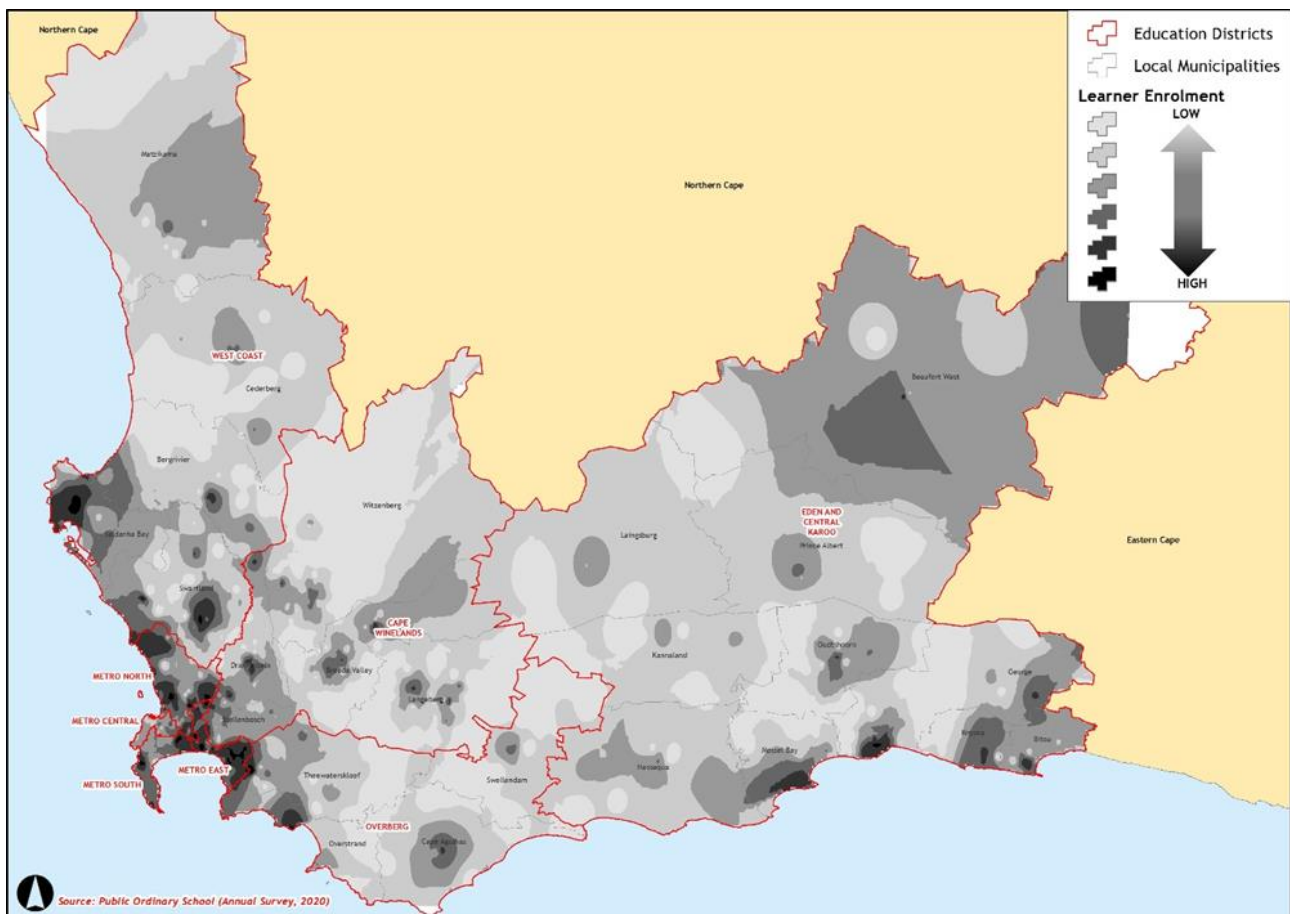 Northern Cape
Education Districts
Local Municipalities
Learner Enrolment
LOW
HIGH
Matzikama
Northern Cape
WEST COAST
Cederberg
Beaufort West
Bergrivier
Witzenberg
Laingsburg
EDEN AND
CENTRAL
KAROO
Prince Albert
Eastern Cape
Saldanha Bay
Swartland
CAPE
WINELANDS
Oudtshoorn
Kannaland
Drakenstein
Breede Valley
George
METRO NORTH
Langeberg
METRO CENTRAL
Stellenbosch
Knysna
Bitou
Mossel Bay
METRO EAST
Theewaterskloof
Hessequa
Swellendam
METRO SOUTH
OVERBERG
Overstrand
Cape Agulhas
Source: Public Ordinary School (Annual Survey, 2020)